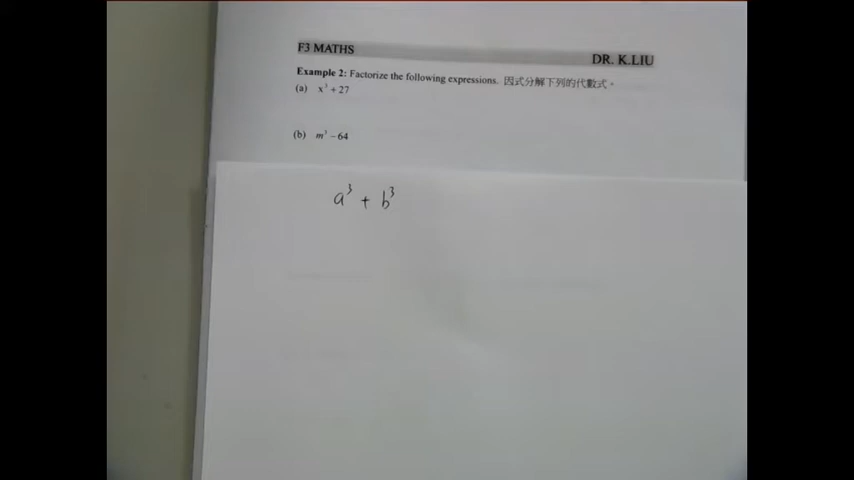 F3 MATHS
DR. K.LIU
Example 2: Factorize the following expressions. 因式分解下列的代數式。
(a) x³ + 27
(b) m³ – 64
a³ + b³